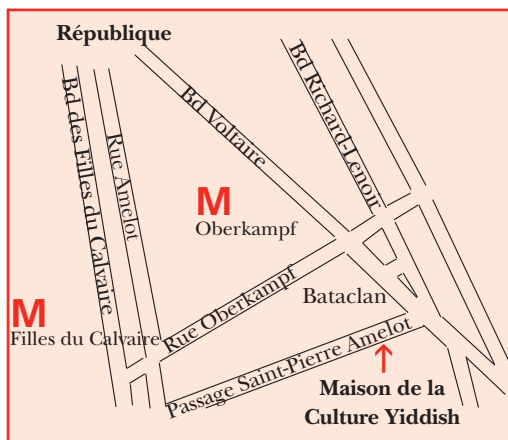 République
Bd des Filles du Calvaire
Rue Amelot
Bd Voltaire
Bd Richard-Lenoir
M
Oberkampf
M
Filles du Calvaire
Rue Oberkampf
Bataclan
Passage Saint-Pierre Amelot
Maison de la
Culture Yiddish